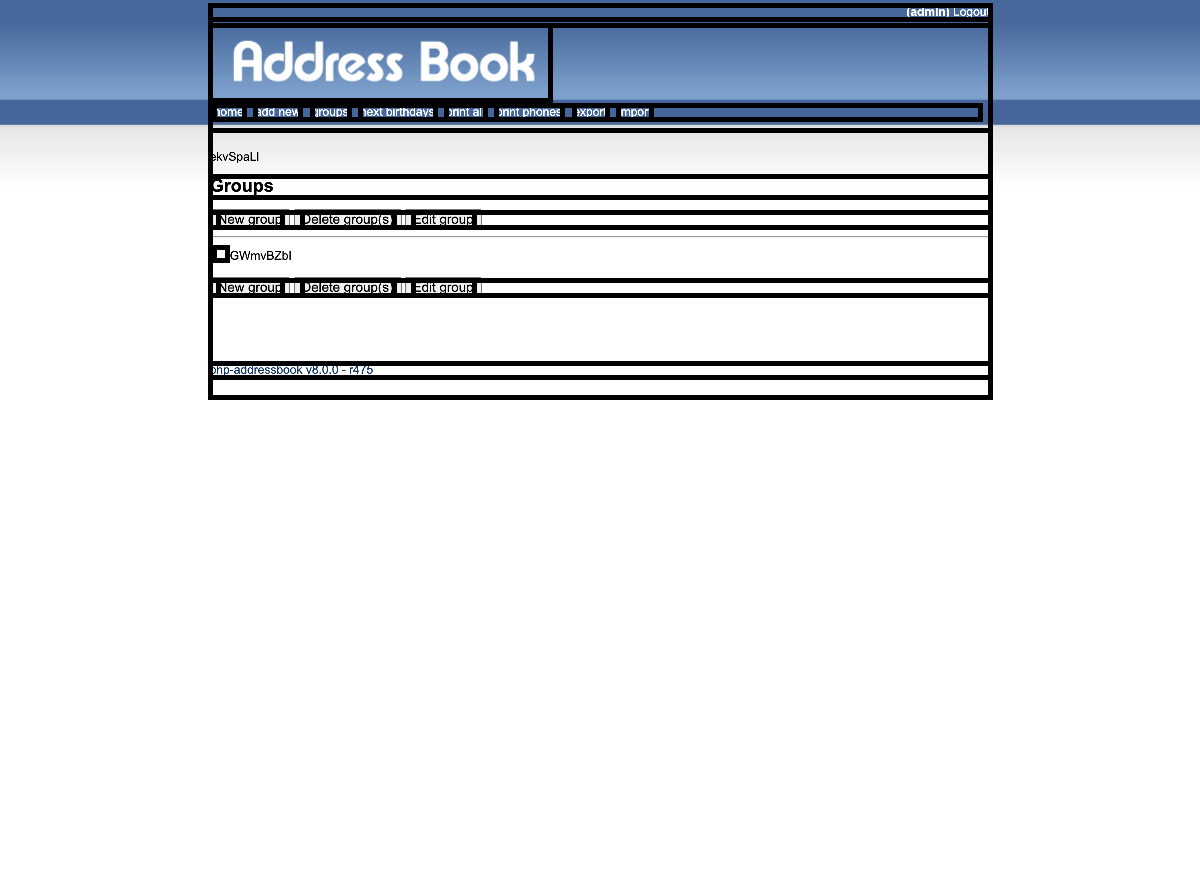 (admin) Logout
Address Book
home add new groups next birthdays print all print phones export import
ekvSpaLl
Groups
New group Delete group(s) Edit group
GWmvBZbI
New group Delete group(s) Edit group
php-addressbook v8.0.0 - r475